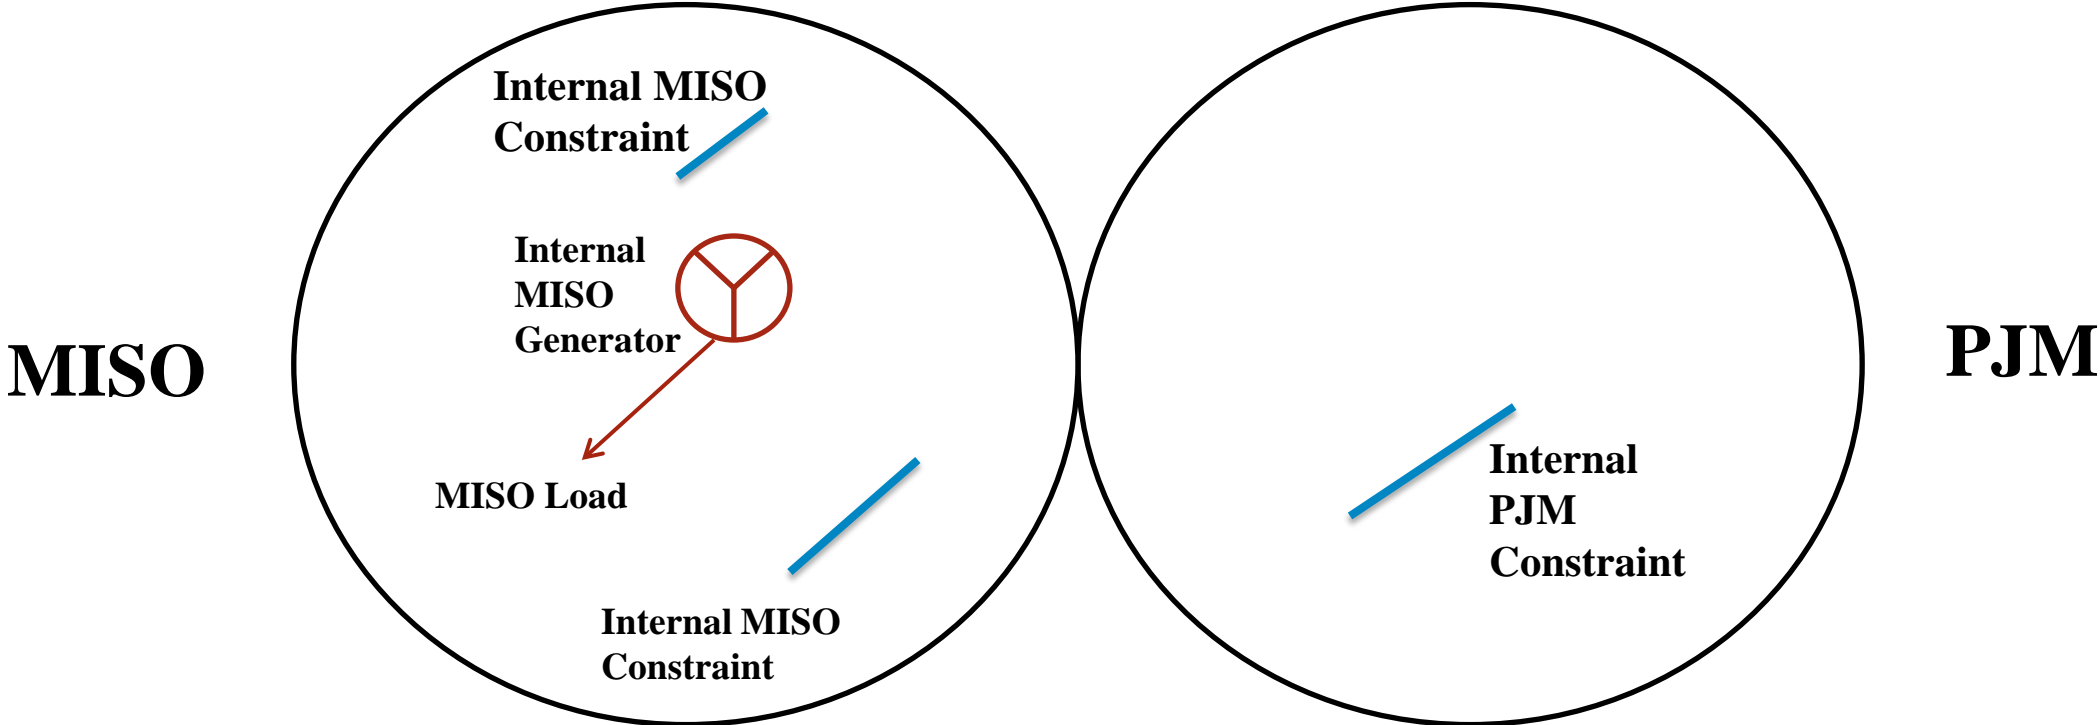 Internal MISO
Constraint
Internal
MISO
Generator
MISO
PJM
MISO Load
Internal
PJM
Constraint
Internal MISO
Constraint